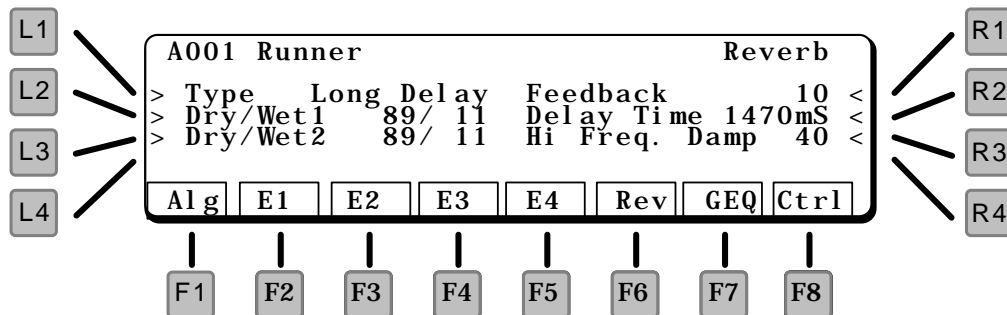 L1
L2
L3
L4
A001 Runner Reverb
> Type Long Delay Feedback 10 <
> Dry/Wet1 89/ 11 Delay Time 1470mS <
> Dry/Wet2 89/ 11 Hi Freq. Damp 40 <
Alg E1 E2 E3 E4 Rev GEQ Ctrl
R1
R2
R3
R4
F1 F2 F3 F4 F5 F6 F7 F8